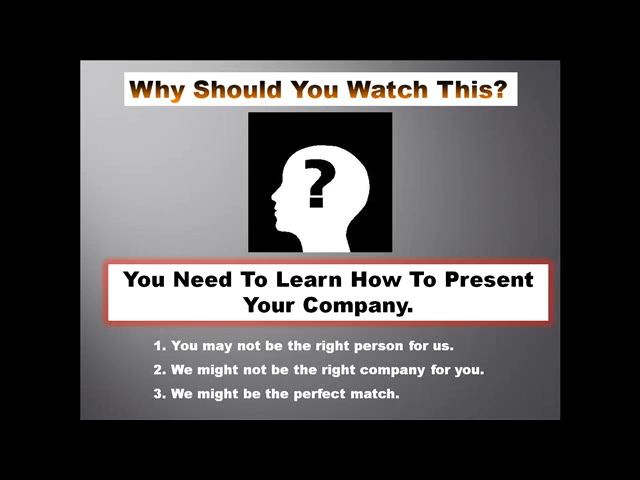 Why Should You Watch This?
?
You Need To Learn How To Present
Your Company.
1. You may not be the right person for us.
2. We might not be the right company for you.
3. We might be the perfect match.